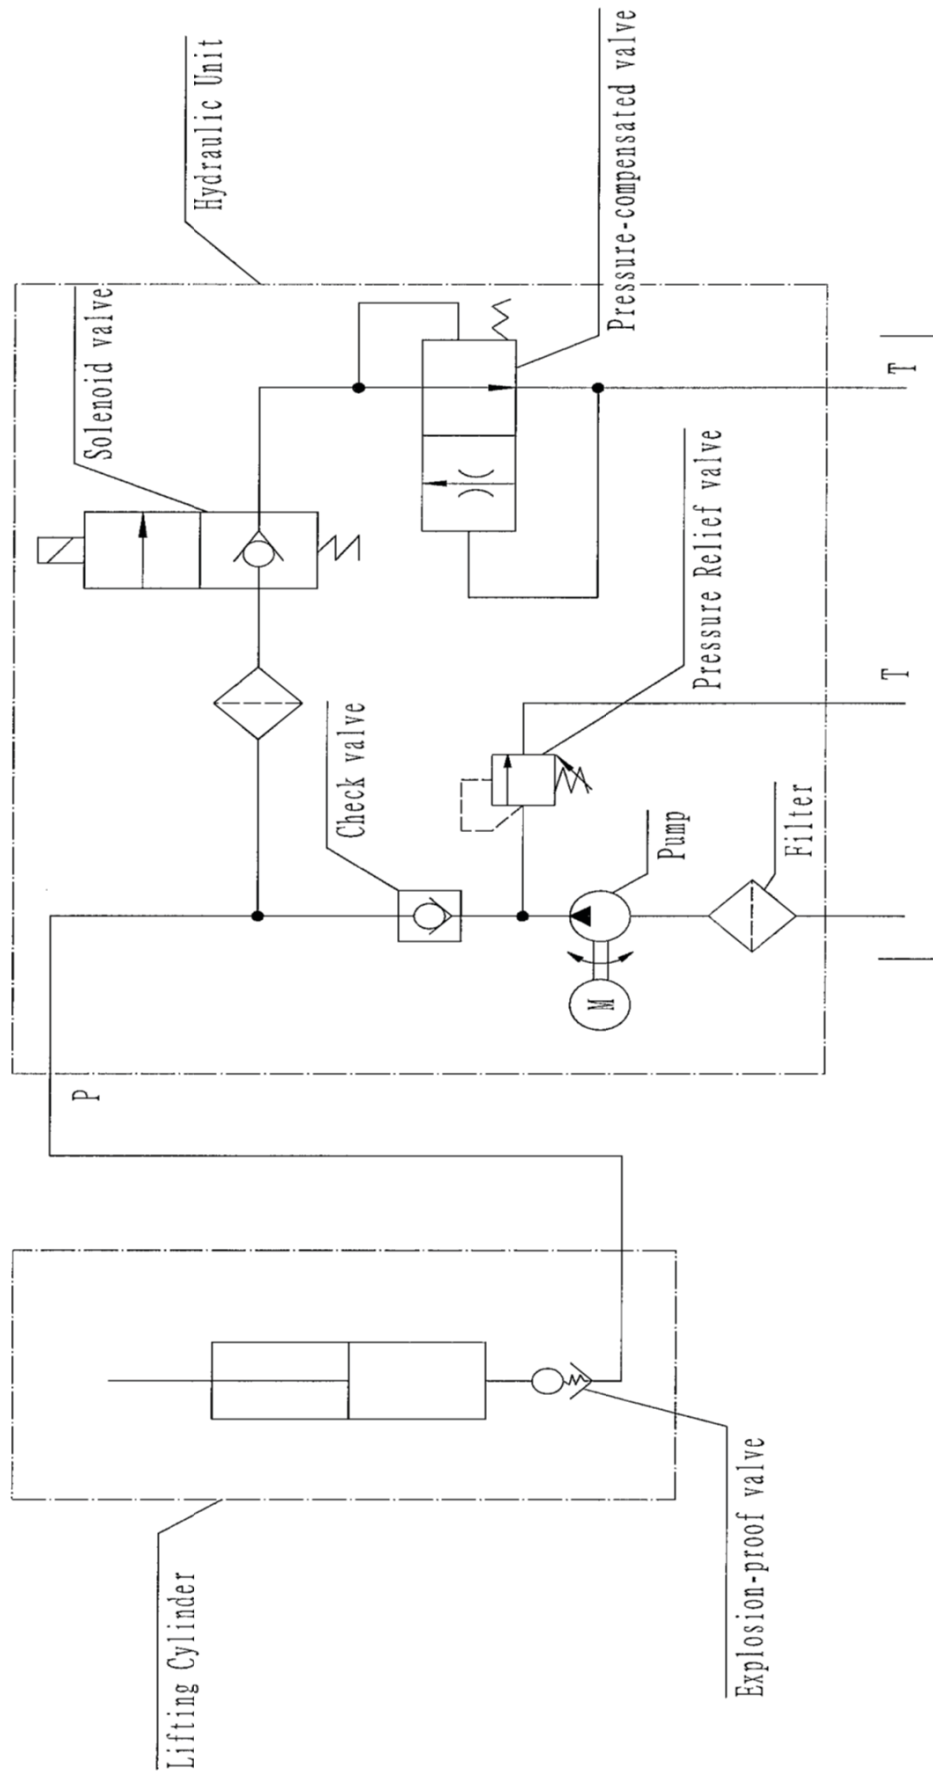 Hydraulic Unit
Solenoid valve
Pressure-compensated valve
T
Pressure Relief valve
T
Check valve
Pump
Filter
M
P
Lifting Cylinder
Explosion-proof valve